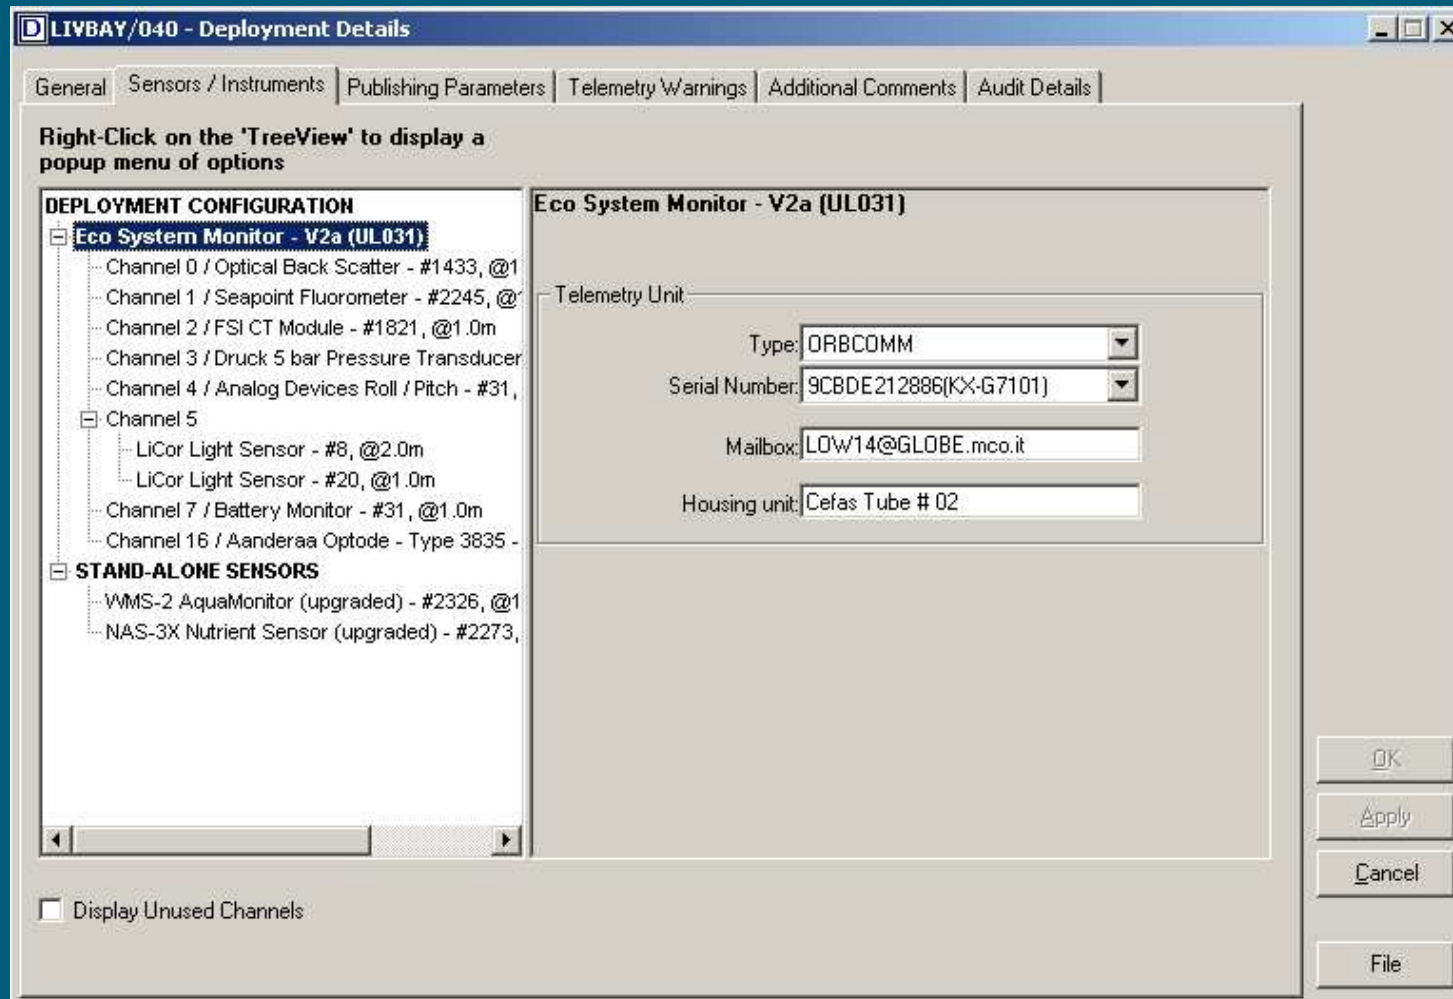 LIVBAY/040 - Deployment Details
General Sensors / Instruments Publishing Parameters Telemetry Warnings Additional Comments Audit Details
Right-Click on the 'TreeView' to display a
popup menu of options
DEPLOYMENT CONFIGURATION
Eco System Monitor - V2a (UL031)
Channel 0 / Optical Back Scatter - #1433, @1
Channel 1 / Seapoint Fluorometer - #2245, @1
Channel 2 / FSI CT Module - #1821, @1.0m
Channel 3 / Druck 5 bar Pressure Transducer
Channel 4 / Analog Devices Roll / Pitch - #31,
Channel 5
LiCor Light Sensor - #8, @2.0m
LiCor Light Sensor - #20, @1.0m
Channel 7 / Battery Monitor - #31, @1.0m
Channel 16 / Aanderaa Optode - Type 3835 -
STAND-ALONE SENSORS
WMS-2 AquaMonitor (upgraded) - #2326, @1
NAS-3X Nutrient Sensor (upgraded) - #2273,
Eco System Monitor - V2a (UL031)
Telemetry Unit
Type: ORBCOMM
Serial Number: 9CBDE212886(KX-G7101)
Mailbox: LOW14@GLOBE.mco.it
Housing unit: Cefas Tube # 02
Display Unused Channels
OK
Apply
Cancel
File